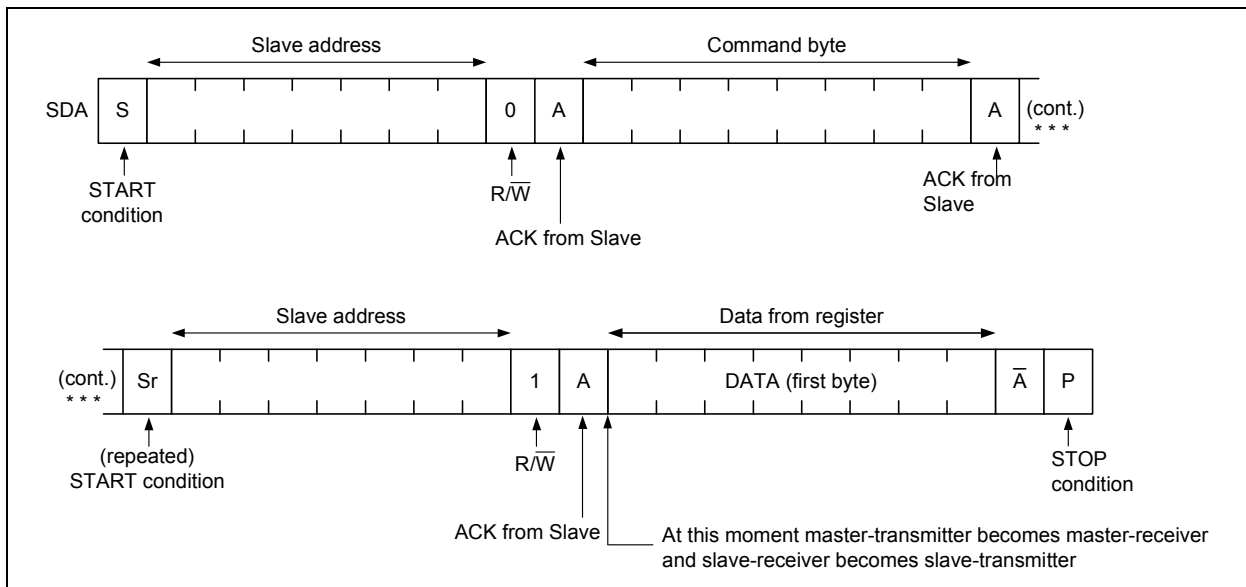 Slave address
Command byte
SDA
S
0
A
A
(cont.)
* * *
START
condition
R/W̅
ACK from Slave
ACK from
Slave
Slave address
Data from register
(cont.)
* * *
Sr
1
A
DATA (first byte)
A̅
P
(repeated)
START condition
R/W̅
STOP
condition
ACK from Slave
At this moment master-transmitter becomes master-receiver
and slave-receiver becomes slave-transmitter